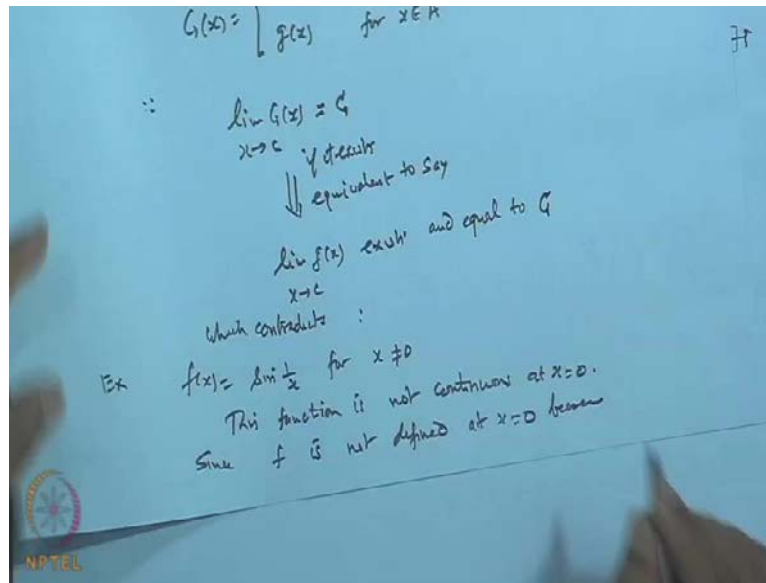 G(x) = { g(x) for x∈A
∵ lim G(x) = G
x→c if it exists
⇓ equivalent to say
lim g(x) exists and equal to G
x→c
which contradicts :
Ex f(x) = Sin 1/x for x ≠ 0
This function is not continuous at x=0.
Since f is not defined at x=0 because
NPTEL